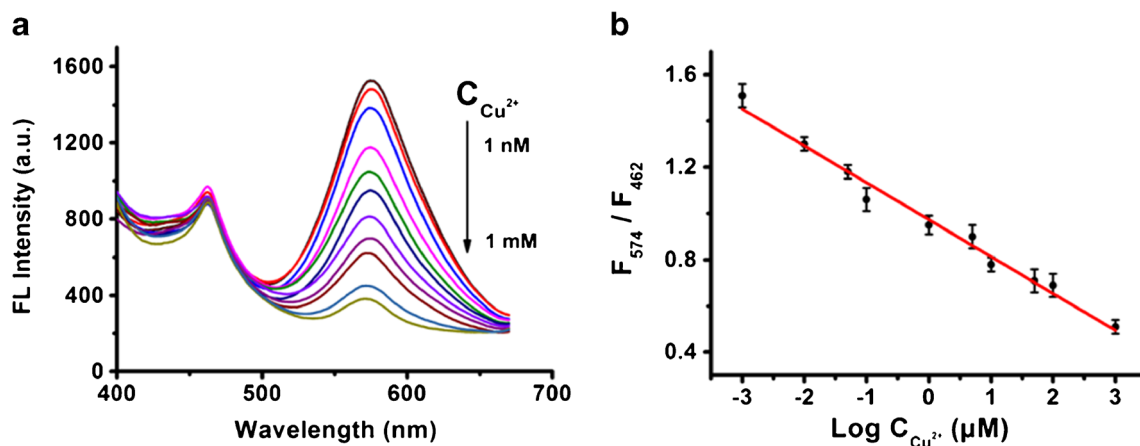 a
1600
1200
800
400
0
400 500 600 700
FL Intensity (a.u.)
Wavelength (nm)
C Cu²⁺
1 nM
1 mM
b
1.6
1.2
0.8
0.4
-3 -2 -1 0 1 2 3
F574 / F462
Log C Cu²⁺ (µM)